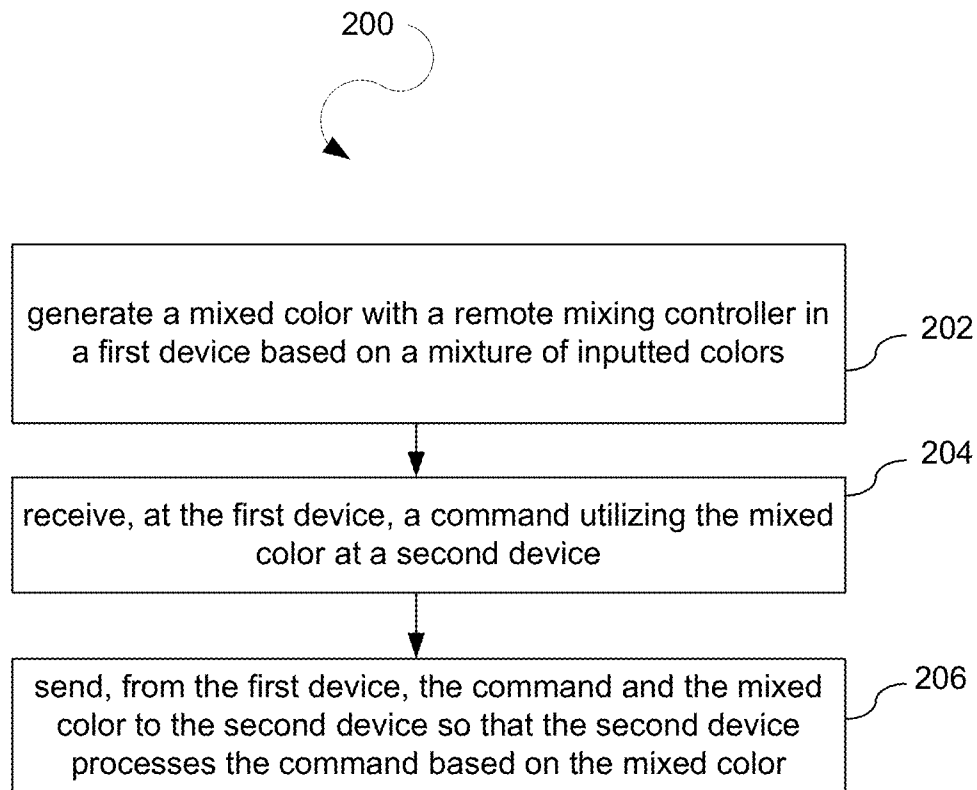 200
generate a mixed color with a remote mixing controller in
a first device based on a mixture of inputted colors
202
204
receive, at the first device, a command utilizing the mixed
color at a second device
send, from the first device, the command and the mixed
color to the second device so that the second device
processes the command based on the mixed color
206